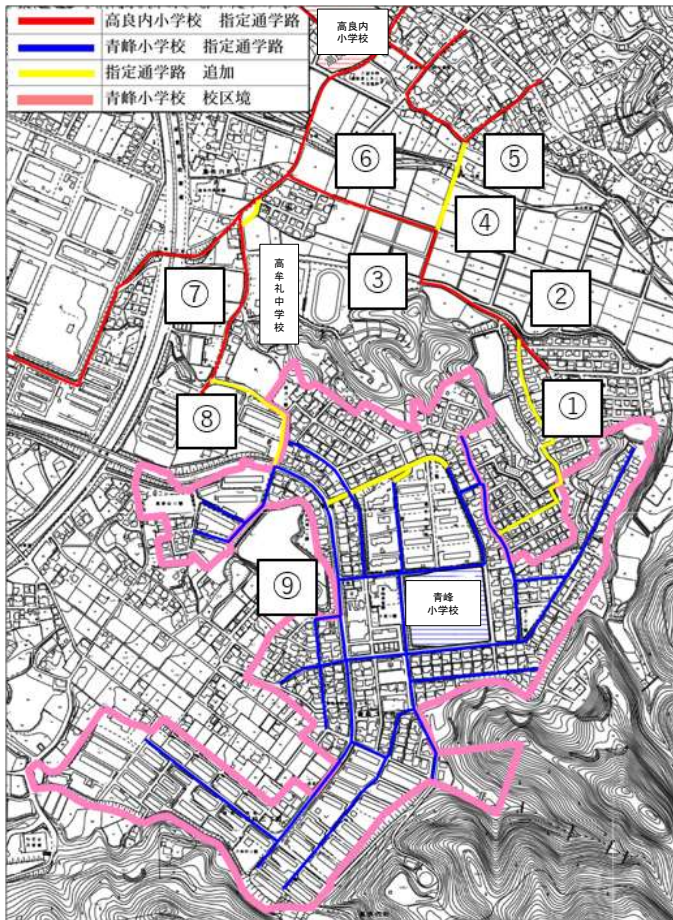 高良内小学校 指定通学路
青峰小学校 指定通学路
指定通学路 追加
青峰小学校 校区境
高良内
小学校
⑥
⑤
④
高牟礼中学校
③
②
⑦
①
⑧
⑨
青峰
小学校